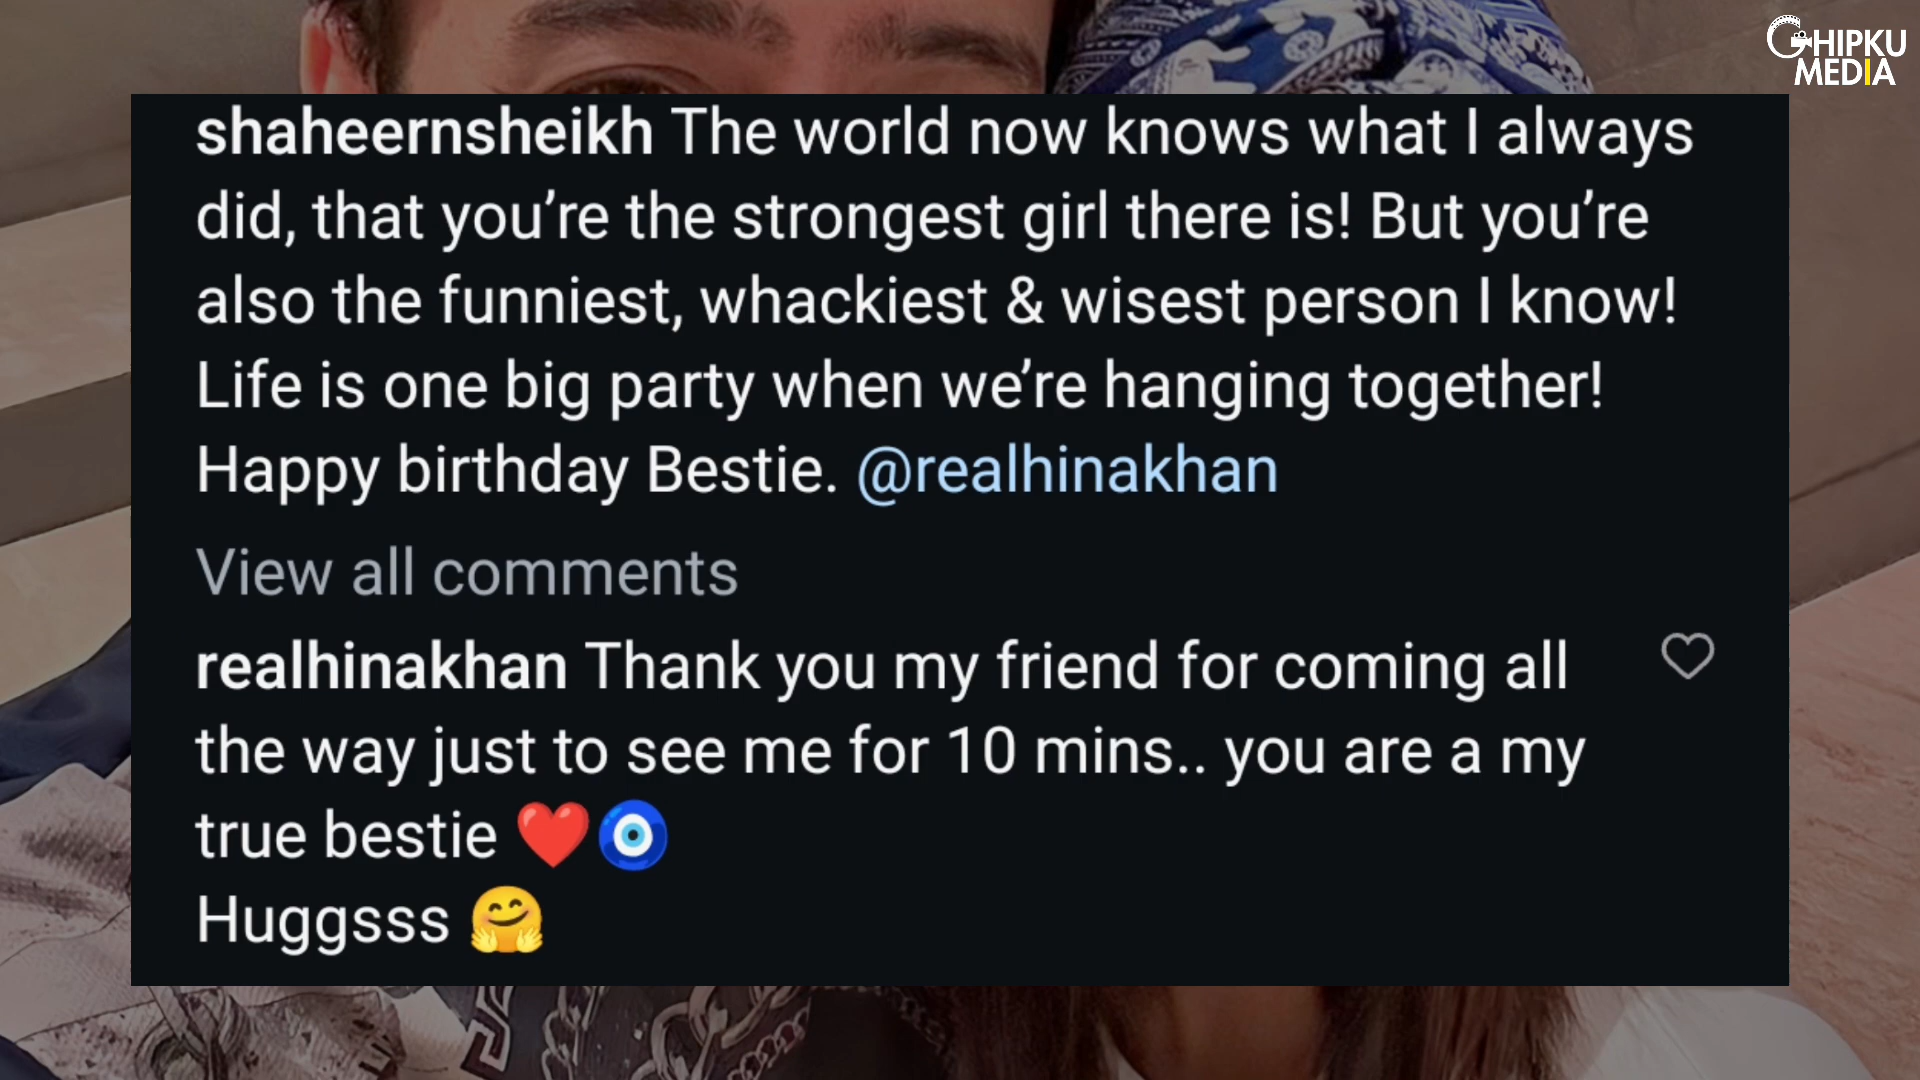 GHIPKU
MEDIA
shaheernsheikh The world now knows what I always
did, that you’re the strongest girl there is! But you’re
also the funniest, whackiest & wisest person I know!
Life is one big party when we’re hanging together!
Happy birthday Bestie. @realhinakhan
View all comments
realhinakhan Thank you my friend for coming all
the way just to see me for 10 mins.. you are a my
true bestie ❤️🧿
Huggsss 🤗